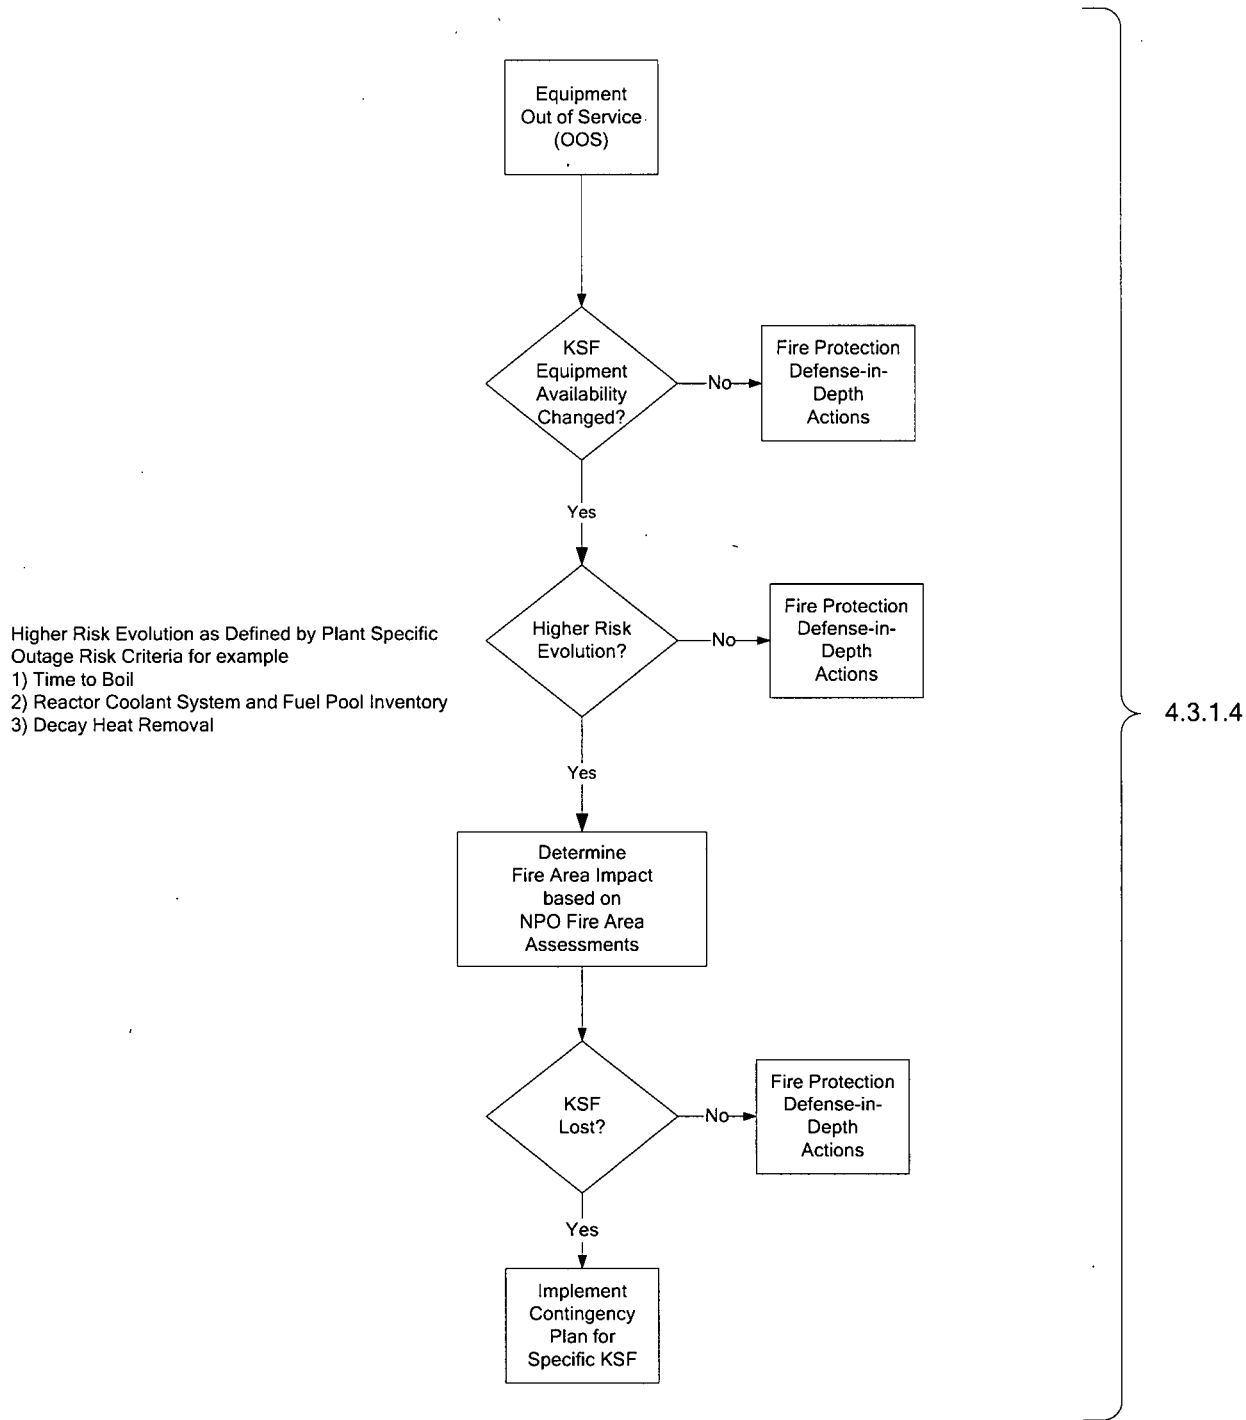 Equipment
Out of Service
(OOS)
KSF
Equipment
Availability
Changed?
No
Fire Protection
Defense-in-
Depth
Actions
Yes
Higher Risk
Evolution?
No
Fire Protection
Defense-in-
Depth
Actions
Higher Risk Evolution as Defined by Plant Specific
Outage Risk Criteria for example
1) Time to Boil
2) Reactor Coolant System and Fuel Pool Inventory
3) Decay Heat Removal
4.3.1.4
Yes
Determine
Fire Area Impact
based on
NPO Fire Area
Assessments
KSF
Lost?
No
Fire Protection
Defense-in-
Depth
Actions
Yes
Implement
Contingency
Plan for
Specific KSF